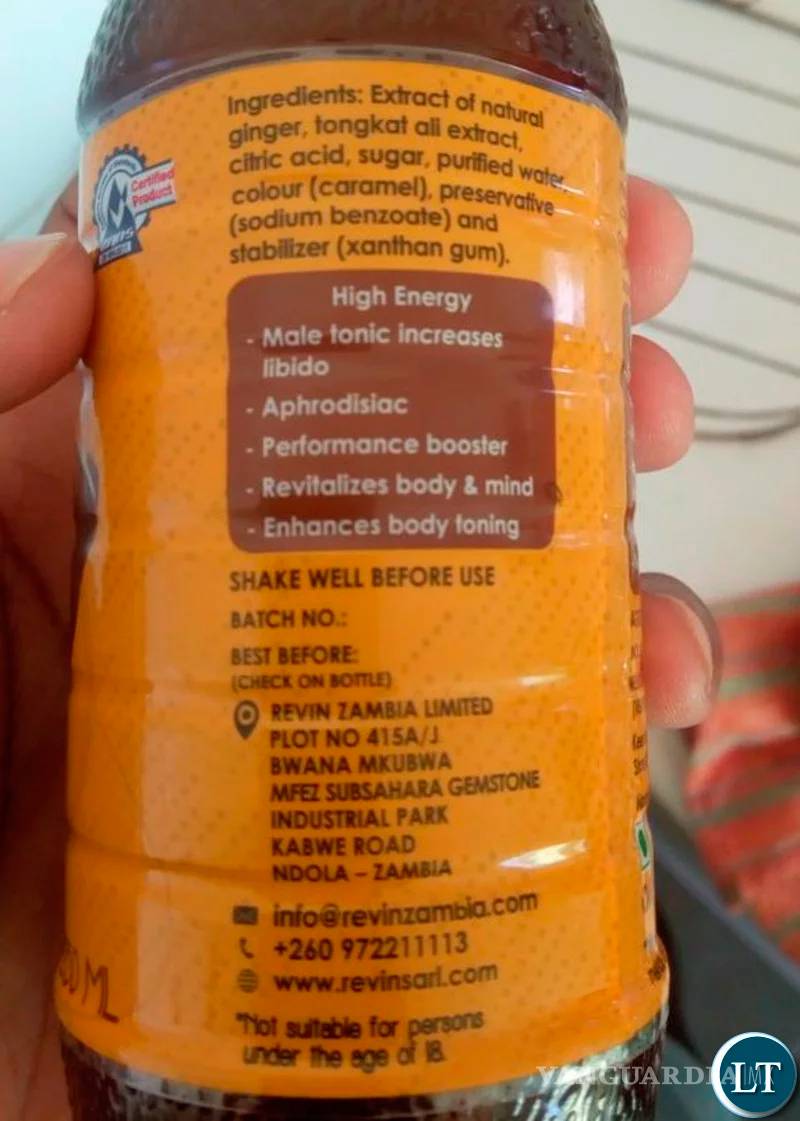 Ingredients: Extract of natural
ginger, tongkat ali extract,
citric acid, sugar, purified water,
colour (caramel), preservative
(sodium benzoate) and
stabilizer (xanthan gum).
Certified
Product
High Energy
- Male tonic increases
libido
- Aphrodisiac
- Performance booster
- Revitalizes body & mind
- Enhances body toning
SHAKE WELL BEFORE USE
BATCH NO.:
BEST BEFORE:
(CHECK ON BOTTLE)
REVIN ZAMBIA LIMITED
PLOT NO 415A/J
BWANA MKUBWA
MFEZ SUBSAHARA GEMSTONE
INDUSTRIAL PARK
KABWE ROAD
NDOLA – ZAMBIA
info@revinzambia.com
+260 972211113
www.revinsarl.com
ML
*Not suitable for persons
under the age of 18.
VANGUARDIA
LT